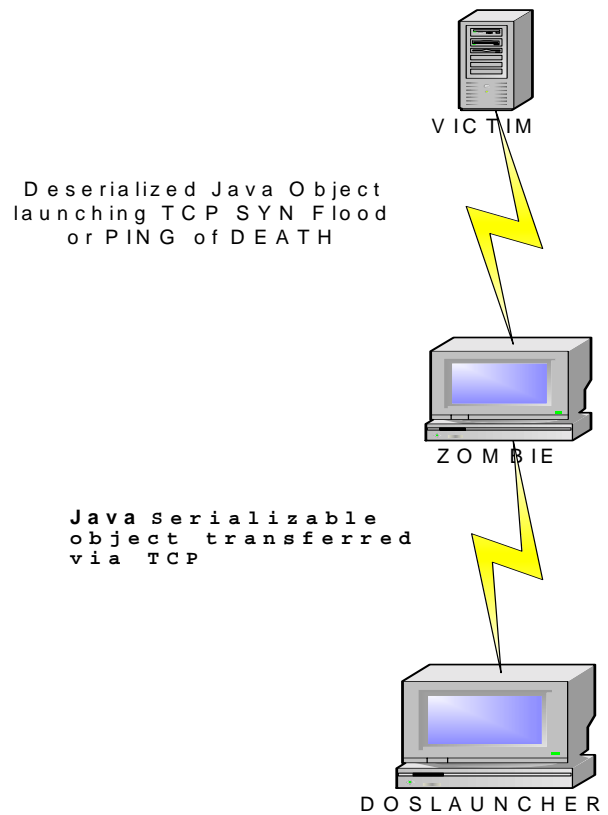 VICTIM
Deserialized Java Object
launching TCP SYN Flood
or PING of DEATH
ZOMBIE
Java Serializable
object transferred
via TCP
DOSLAUNCHER